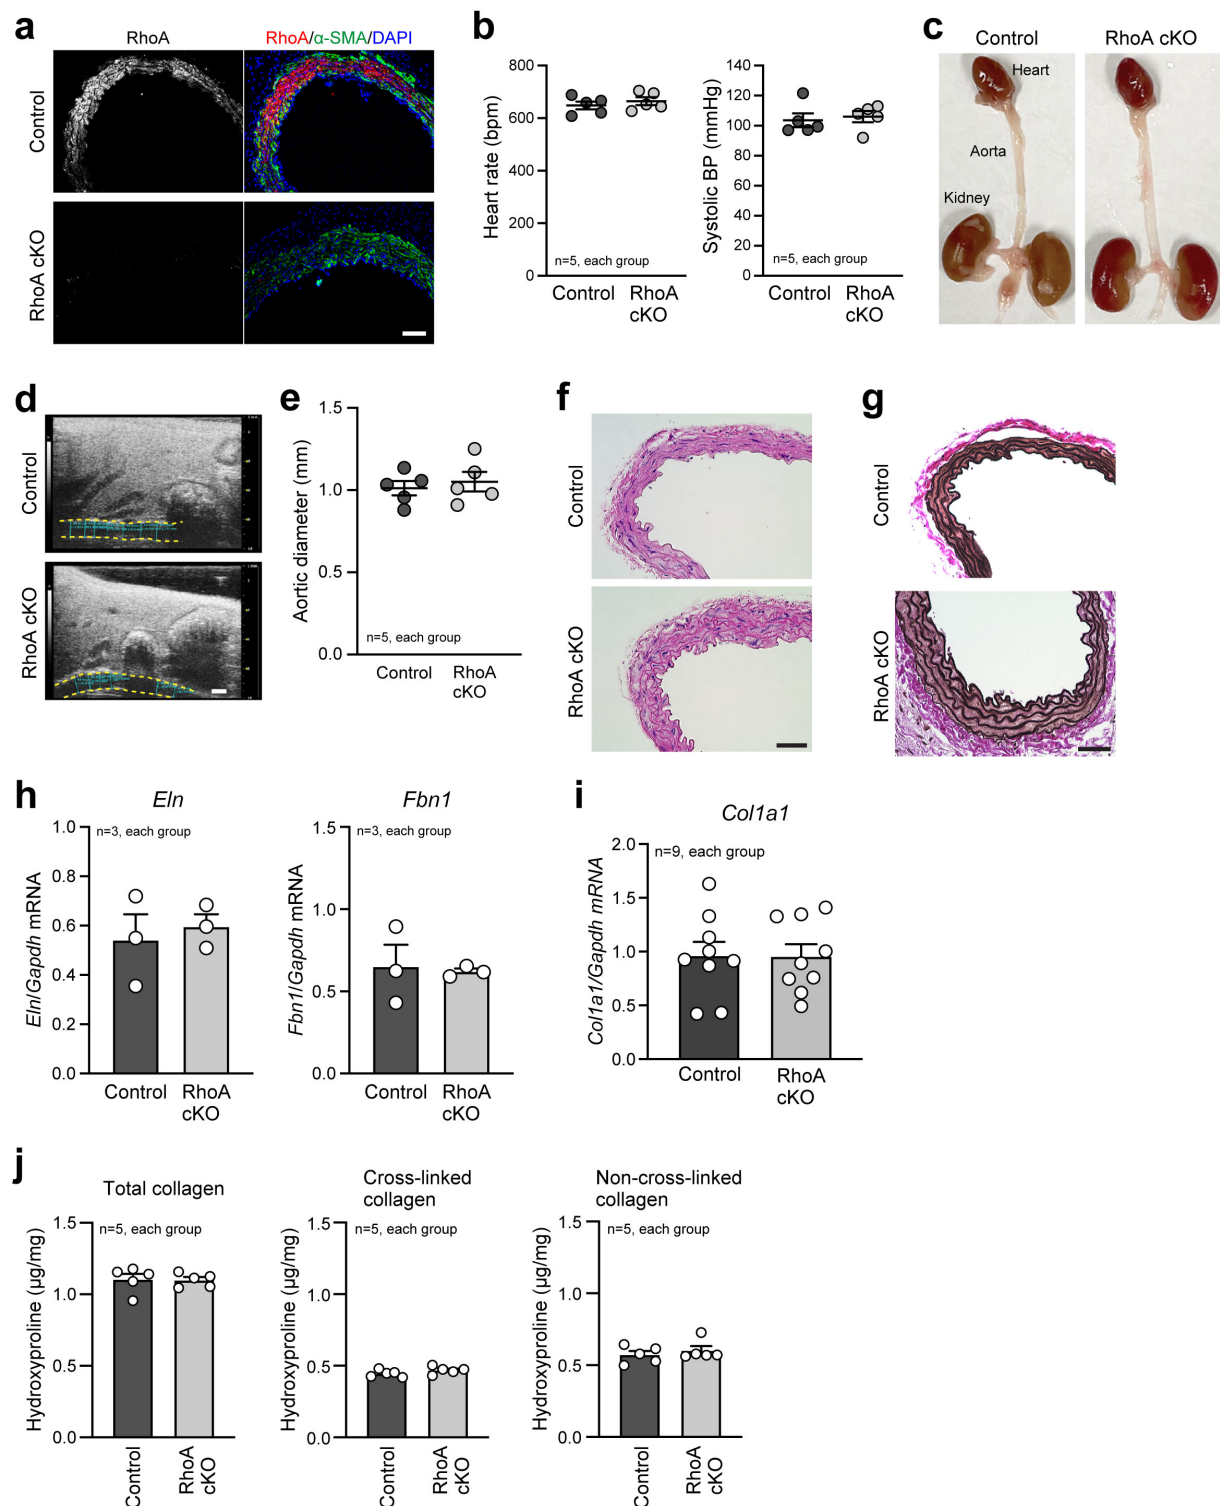 a
RhoA
RhoA/α-SMA/DAPI
Control
RhoA cKO
b
Heart rate (bpm)
800
600
400
200
0
n=5, each group
Control
RhoA
cKO
Systolic BP (mmHg)
140
120
100
80
60
40
20
0
n=5, each group
Control
RhoA
cKO
c
Control
RhoA cKO
Heart
Aorta
Kidney
d
Control
RhoA cKO
e
Aortic diameter (mm)
1.5
1.0
0.5
0.0
n=5, each group
Control
RhoA
cKO
f
Control
RhoA cKO
g
Control
RhoA cKO
h
Eln
Eln/Gapdh mRNA
1.0
0.8
0.6
0.4
0.2
0.0
n=3, each group
Control
RhoA
cKO
Fbn1
Fbn1/Gapdh mRNA
1.5
1.0
0.5
0.0
n=3, each group
Control
RhoA
cKO
i
Col1a1
Col1a1/Gapdh mRNA
2.0
1.5
1.0
0.5
0.0
n=9, each group
Control
RhoA
cKO
j
Total collagen
Hydroxyproline (µg/mg)
1.5
1.0
0.5
0.0
n=5, each group
Control
RhoA
cKO
Cross-linked
collagen
Hydroxyproline (µg/mg)
1.5
1.0
0.5
0.0
n=5, each group
Control
RhoA
cKO
Non-cross-linked
collagen
Hydroxyproline (µg/mg)
1.5
1.0
0.5
0.0
n=5, each group
Control
RhoA
cKO